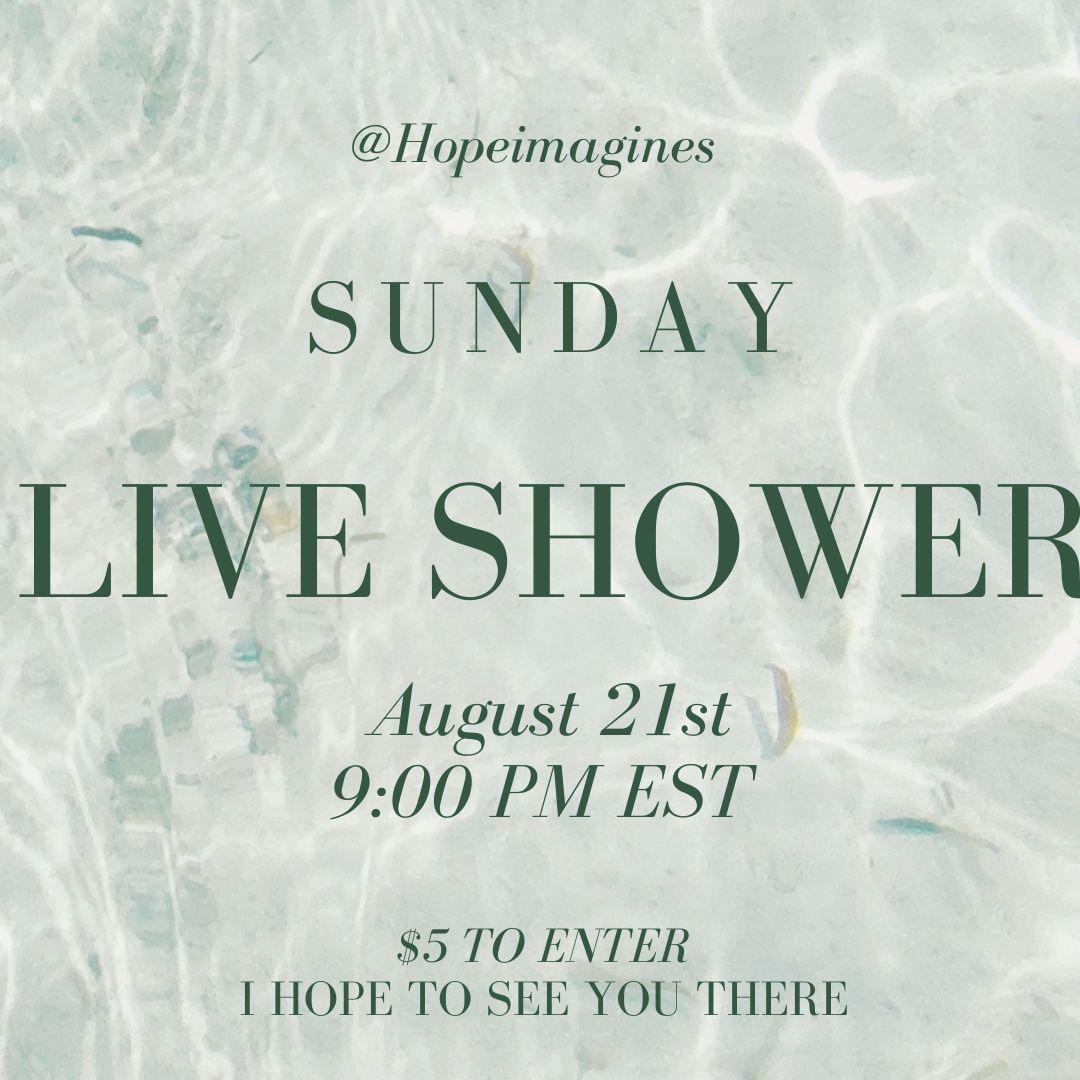 @Hopeimagines
SUNDAY
LIVE SHOWER
August 21st
9:00 PM EST
$5 TO ENTER
I HOPE TO SEE YOU THERE